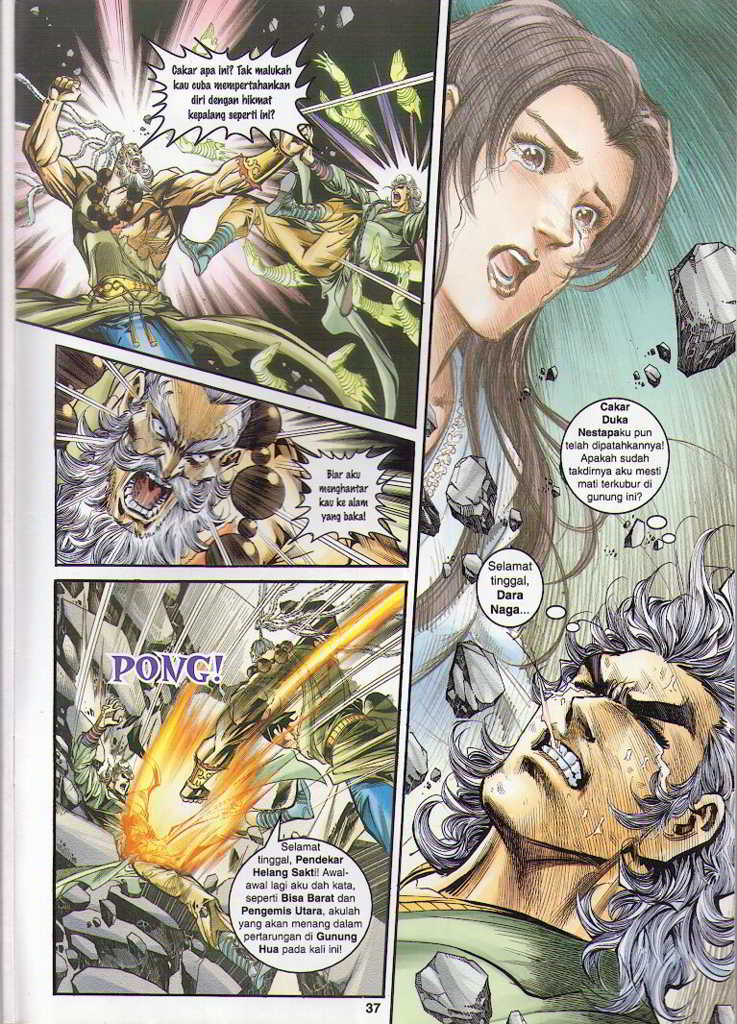 Cakar apa ini? Tak malukah
kau cuba mempertahankan
diri dengan hikmat
kepalang seperti ini?
Biar aku
menghantar
kau ke alam
yang baka!
PONG!
Selamat
tinggal, Pendekar
Helang Sakti! Awal-
awal lagi aku dah kata,
seperti Bisa Barat dan
Pengemis Utara, akulah
yang akan menang dalam
pertarungan di Gunung
Hua pada kali ini!
Cakar
Duka
Nestapaku pun
telah dipatahkannya!
Apakah sudah
takdirnya aku mesti
mati terkubur di
gunung ini?
Selamat
tinggal,
Dara
Naga...
37